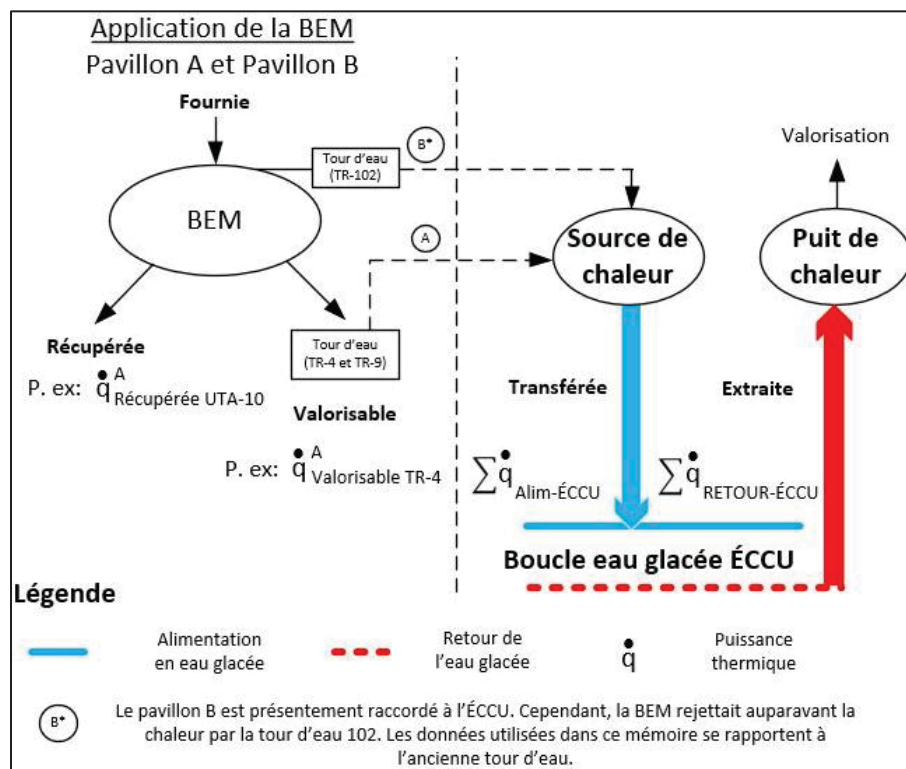 Application de la BEM
Pavillon A et Pavillon B
Fournie
BEM
Tour d'eau
(TR-102)
B*
A
Récupérée
P. ex: q̇ A Récupérée UTA-10
Tour d'eau
(TR-4 et TR-9)
Valorisable
P. ex: q̇ A Valorisable TR-4
Valorisation
Source de
chaleur
Puit de
chaleur
Transférée
Extraite
∑ q̇ Alim-ÉCCU
∑ q̇ RETOUR-ÉCCU
Boucle eau glacée ÉCCU
Légende
Alimentation
en eau glacée
Retour de
l'eau glacée
q̇
Puissance
thermique
B*
Le pavillon B est présentement raccordé à l'ÉCCU. Cependant, la BEM rejettait auparavant la
chaleur par la tour d'eau 102. Les données utilisées dans ce mémoire se rapportent à
l'ancienne tour d'eau.